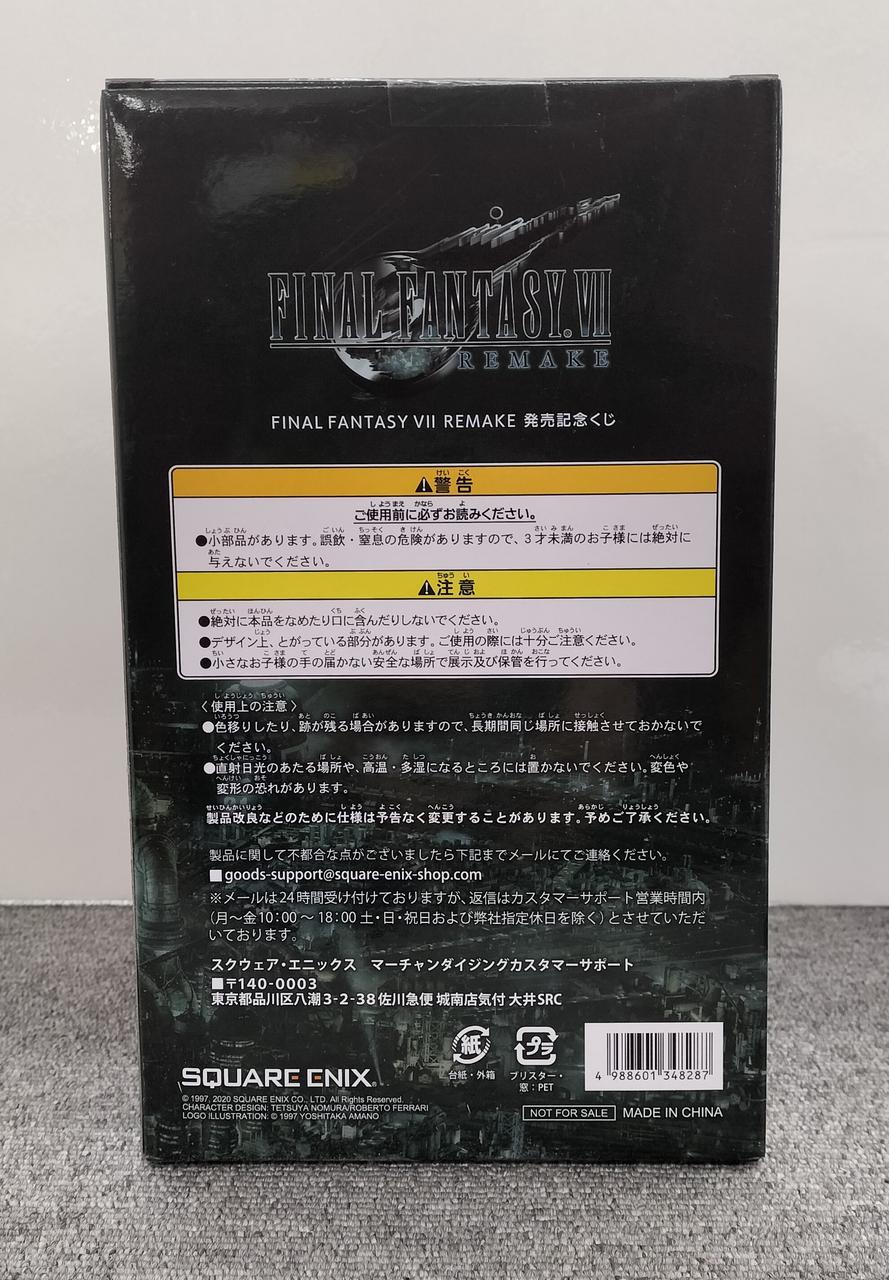 FINAL FANTASY VII
REMAKE
FINAL FANTASY VII REMAKE 発売記念くじ
警告
ご使用前に必ずお読みください。
●小部品があります。誤飲・窒息の危険がありますので、3才未満のお子様には絶対に
与えないでください。
注意
●絶対に本品をなめたり口に含んだりしないでください。
●デザイン上、とがっている部分があります。ご使用の際には十分ご注意ください。
●小さなお子様の手の届かない安全な場所で展示及び保管を行ってください。
〈使用上の注意〉
●色移りしたり、跡が残る場合がありますので、長期間同じ場所に接触させておかないで
ください。
●直射日光のあたる場所や、高温・多湿になるところには置かないでください。変色や
変形の恐れがあります。
製品改良などのために仕様は予告なく変更することがあります。予めご了承ください。
製品に関して不都合な点がございましたら下記までメールにてご連絡ください。
■goods-support@square-enix-shop.com
※メールは24時間受け付けておりますが、返信はカスタマーサポート営業時間内
(月〜金10:00〜18:00 土・日・祝日および弊社指定休日を除く)とさせていただ
いております。
スクウェア・エニックス マーチャンダイジングカスタマーサポート
■〒140-0003
東京都品川区八潮3-2-38佐川急便 城南店気付 大井SRC
紙
台紙・外箱
プラ
ブリスター・
窓:PET
4 988601 348287
SQUARE ENIX®
© 1997, 2020 SQUARE ENIX CO., LTD. All Rights Reserved.
CHARACTER DESIGN: TETSUYA NOMURA/ROBERTO FERRARI
LOGO ILLUSTRATION: © 1997 YOSHITAKA AMANO
NOT FOR SALE MADE IN CHINA